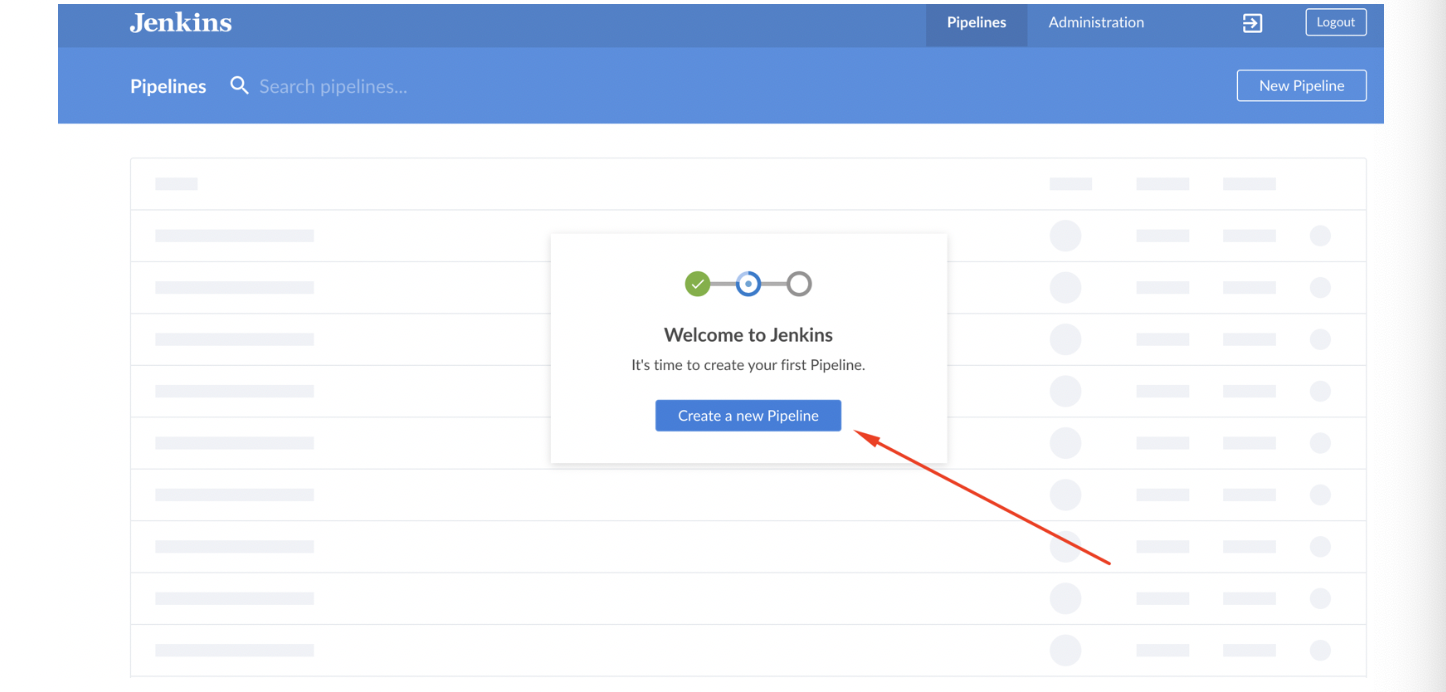 Jenkins
Pipelines
Administration
Logout
Pipelines
Search pipelines...
New Pipeline
Welcome to Jenkins
It's time to create your first Pipeline.
Create a new Pipeline